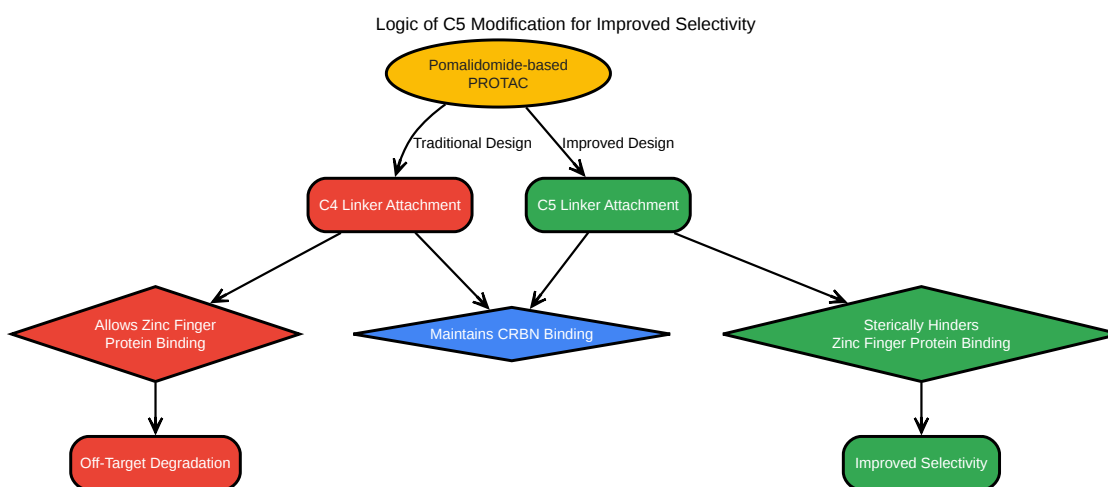 Logic of C5 Modification for Improved Selectivity
Pomalidomide-based
PROTAC
Traditional Design
Improved Design
C4 Linker Attachment
C5 Linker Attachment
Allows Zinc Finger
Protein Binding
Maintains CRBN Binding
Sterically Hinders
Zinc Finger Protein Binding
Off-Target Degradation
Improved Selectivity